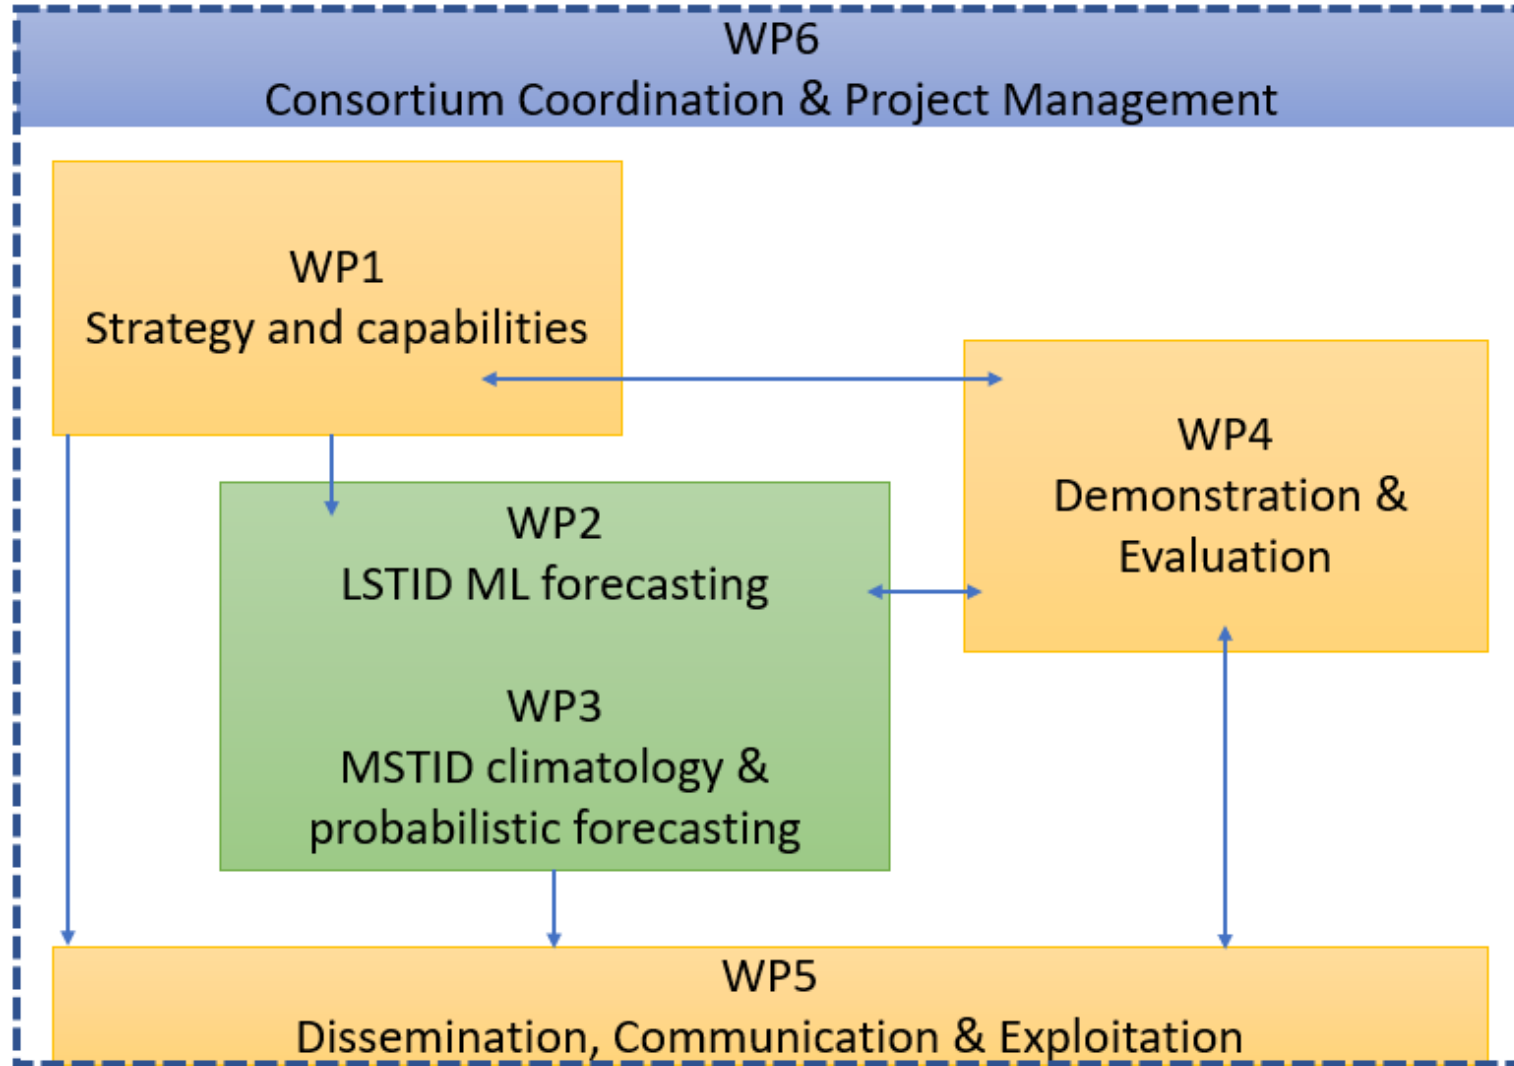 WP6
Consortium Coordination & Project Management
WP1
Strategy and capabilities
WP4
Demonstration &
Evaluation
WP2
LSTID ML forecasting
WP3
MSTID climatology &
probabilistic forecasting
WP5
Dissemination, Communication & Exploitation